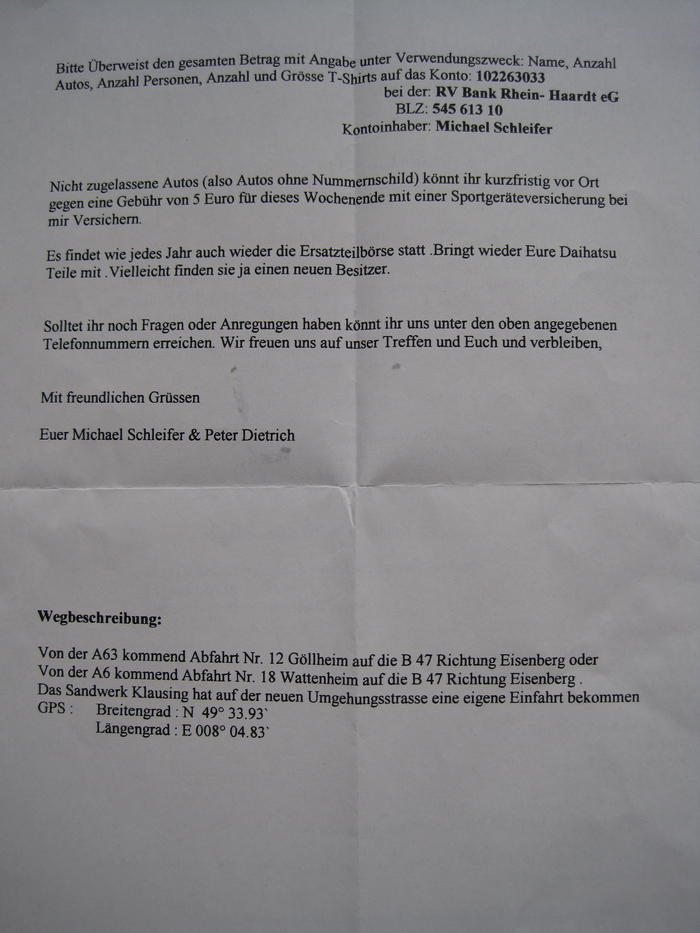 Bitte Überweist den gesamten Betrag mit Angabe unter Verwendungszweck: Name, Anzahl
Autos, Anzahl Personen, Anzahl und Grösse T-Shirts auf das Konto: 102263033
bei der: RV Bank Rhein- Haardt eG
BLZ: 545 613 10
Kontoinhaber: Michael Schleifer
Nicht zugelassene Autos (also Autos ohne Nummernschild) könnt ihr kurzfristig vor Ort
gegen eine Gebühr von 5 Euro für dieses Wochenende mit einer Sportgeräteversicherung bei
mir Versichern.
Es findet wie jedes Jahr auch wieder die Ersatzteilbörse statt .Bringt wieder Eure Daihatsu
Teile mit .Vielleicht finden sie ja einen neuen Besitzer.
Solltet ihr noch Fragen oder Anregungen haben könnt ihr uns unter den oben angegebenen
Telefonnummern erreichen. Wir freuen uns auf unser Treffen und Euch und verbleiben,
Mit freundlichen Grüssen
Euer Michael Schleifer & Peter Dietrich
Wegbeschreibung:
Von der A63 kommend Abfahrt Nr. 12 Göllheim auf die B 47 Richtung Eisenberg oder
Von der A6 kommend Abfahrt Nr. 18 Wattenheim auf die B 47 Richtung Eisenberg .
Das Sandwerk Klausing hat auf der neuen Umgehungsstrasse eine eigene Einfahrt bekommen
GPS : Breitengrad : N 49° 33.93`
Längengrad : E 008° 04.83`